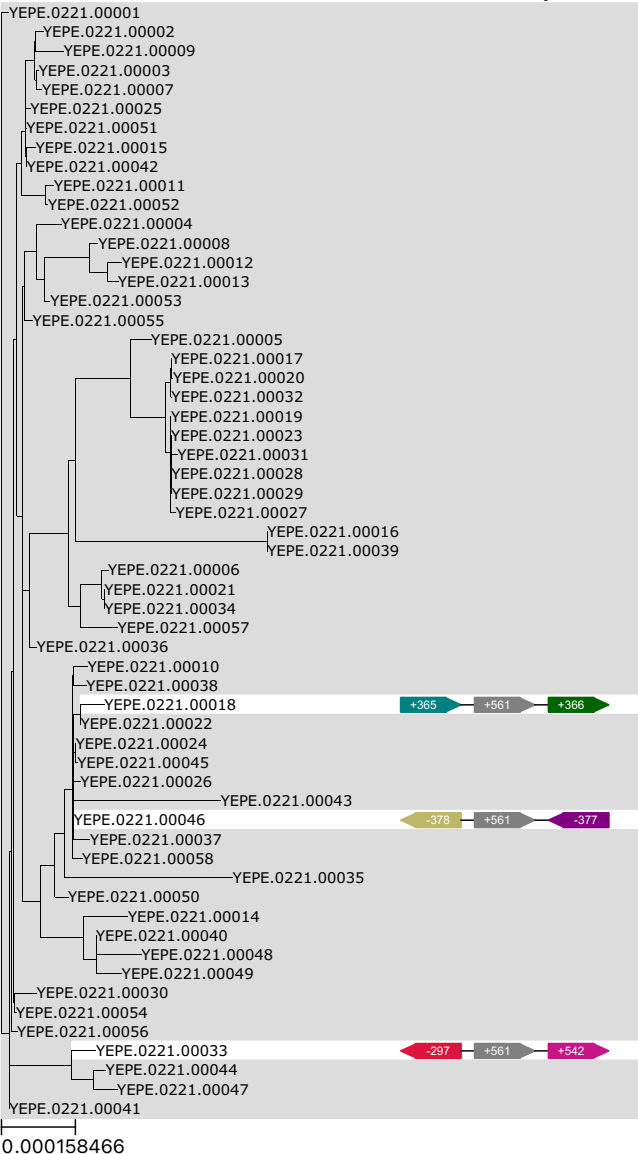 YEPE.0221.00001
YEPE.0221.00002
YEPE.0221.00009
YEPE.0221.00003
YEPE.0221.00007
YEPE.0221.00025
YEPE.0221.00051
YEPE.0221.00015
YEPE.0221.00042
YEPE.0221.00011
YEPE.0221.00052
YEPE.0221.00004
YEPE.0221.00008
YEPE.0221.00012
YEPE.0221.00013
YEPE.0221.00053
YEPE.0221.00055
YEPE.0221.00005
YEPE.0221.00017
YEPE.0221.00020
YEPE.0221.00032
YEPE.0221.00019
YEPE.0221.00023
YEPE.0221.00031
YEPE.0221.00028
YEPE.0221.00029
YEPE.0221.00027
YEPE.0221.00016
YEPE.0221.00039
YEPE.0221.00006
YEPE.0221.00021
YEPE.0221.00034
YEPE.0221.00057
YEPE.0221.00036
YEPE.0221.00010
YEPE.0221.00038
YEPE.0221.00018 +365 +561 +366
YEPE.0221.00022
YEPE.0221.00024
YEPE.0221.00045
YEPE.0221.00026
YEPE.0221.00043
YEPE.0221.00046 -378 +561 -377
YEPE.0221.00037
YEPE.0221.00058
YEPE.0221.00035
YEPE.0221.00050
YEPE.0221.00014
YEPE.0221.00040
YEPE.0221.00048
YEPE.0221.00049
YEPE.0221.00030
YEPE.0221.00054
YEPE.0221.00056
YEPE.0221.00033 -297 +561 +542
YEPE.0221.00044
YEPE.0221.00047
YEPE.0221.00041
0.000158466